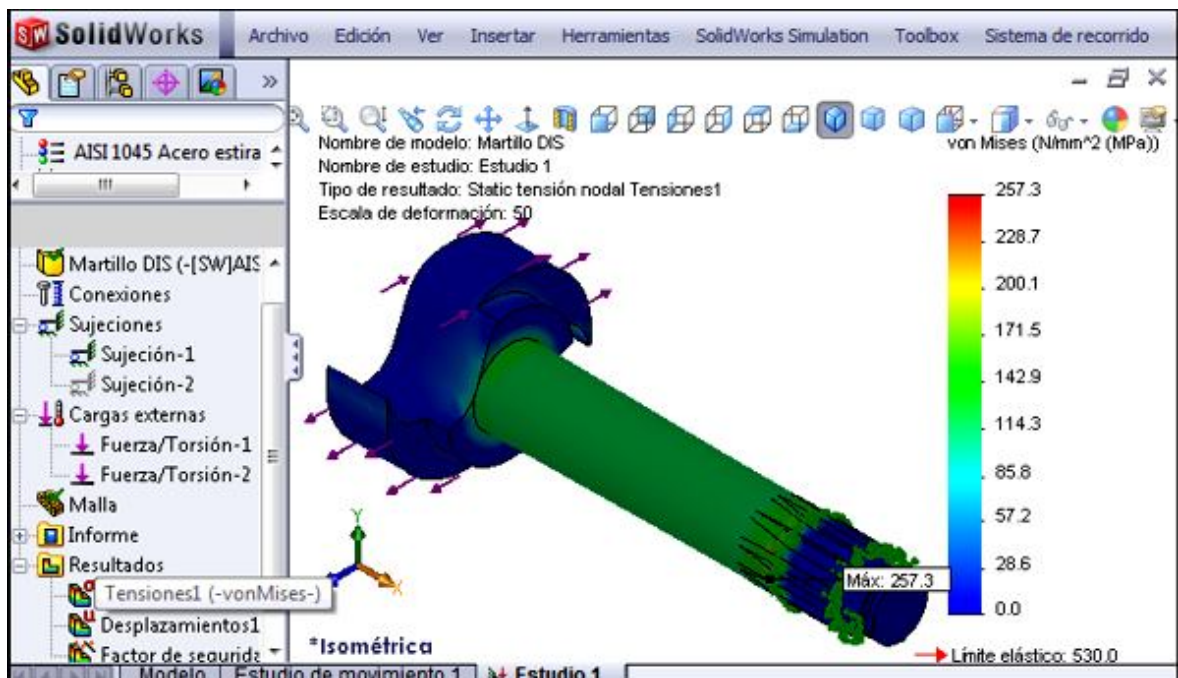 SolidWorks
Archivo Edición Ver Insertar Herramientas SolidWorks Simulation Toolbox Sistema de recorrido
AISI 1045 Acero estira
Martillo DIS (-[SW]AIS
Conexiones
Sujeciones
Sujeción-1
Sujeción-2
Cargas externas
Fuerza/Torsión-1
Fuerza/Torsión-2
Malla
Informe
Resultados
Tensiones1 (-vonMises-)
Desplazamientos1
Factor de segurida
Nombre de modelo: Martillo DIS
Nombre de estudio: Estudio 1
Tipo de resultado: Static tensión nodal Tensiones1
Escala de deformación: 50
von Mises (N/mm^2 (MPa))
257.3
228.7
200.1
171.5
142.9
114.3
85.8
57.2
28.6
0.0
Máx: 257.3
Límite elástico: 530.0
Y
X
*Isométrica
Modelo Estudio de movimiento 1 Estudio 1